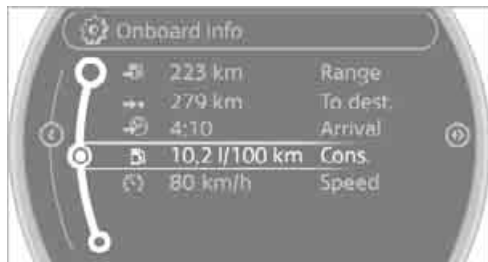 Onboard info
223 km Range
279 km To dest.
4:10 Arrival
10,2 l/100 km Cons.
80 km/h Speed